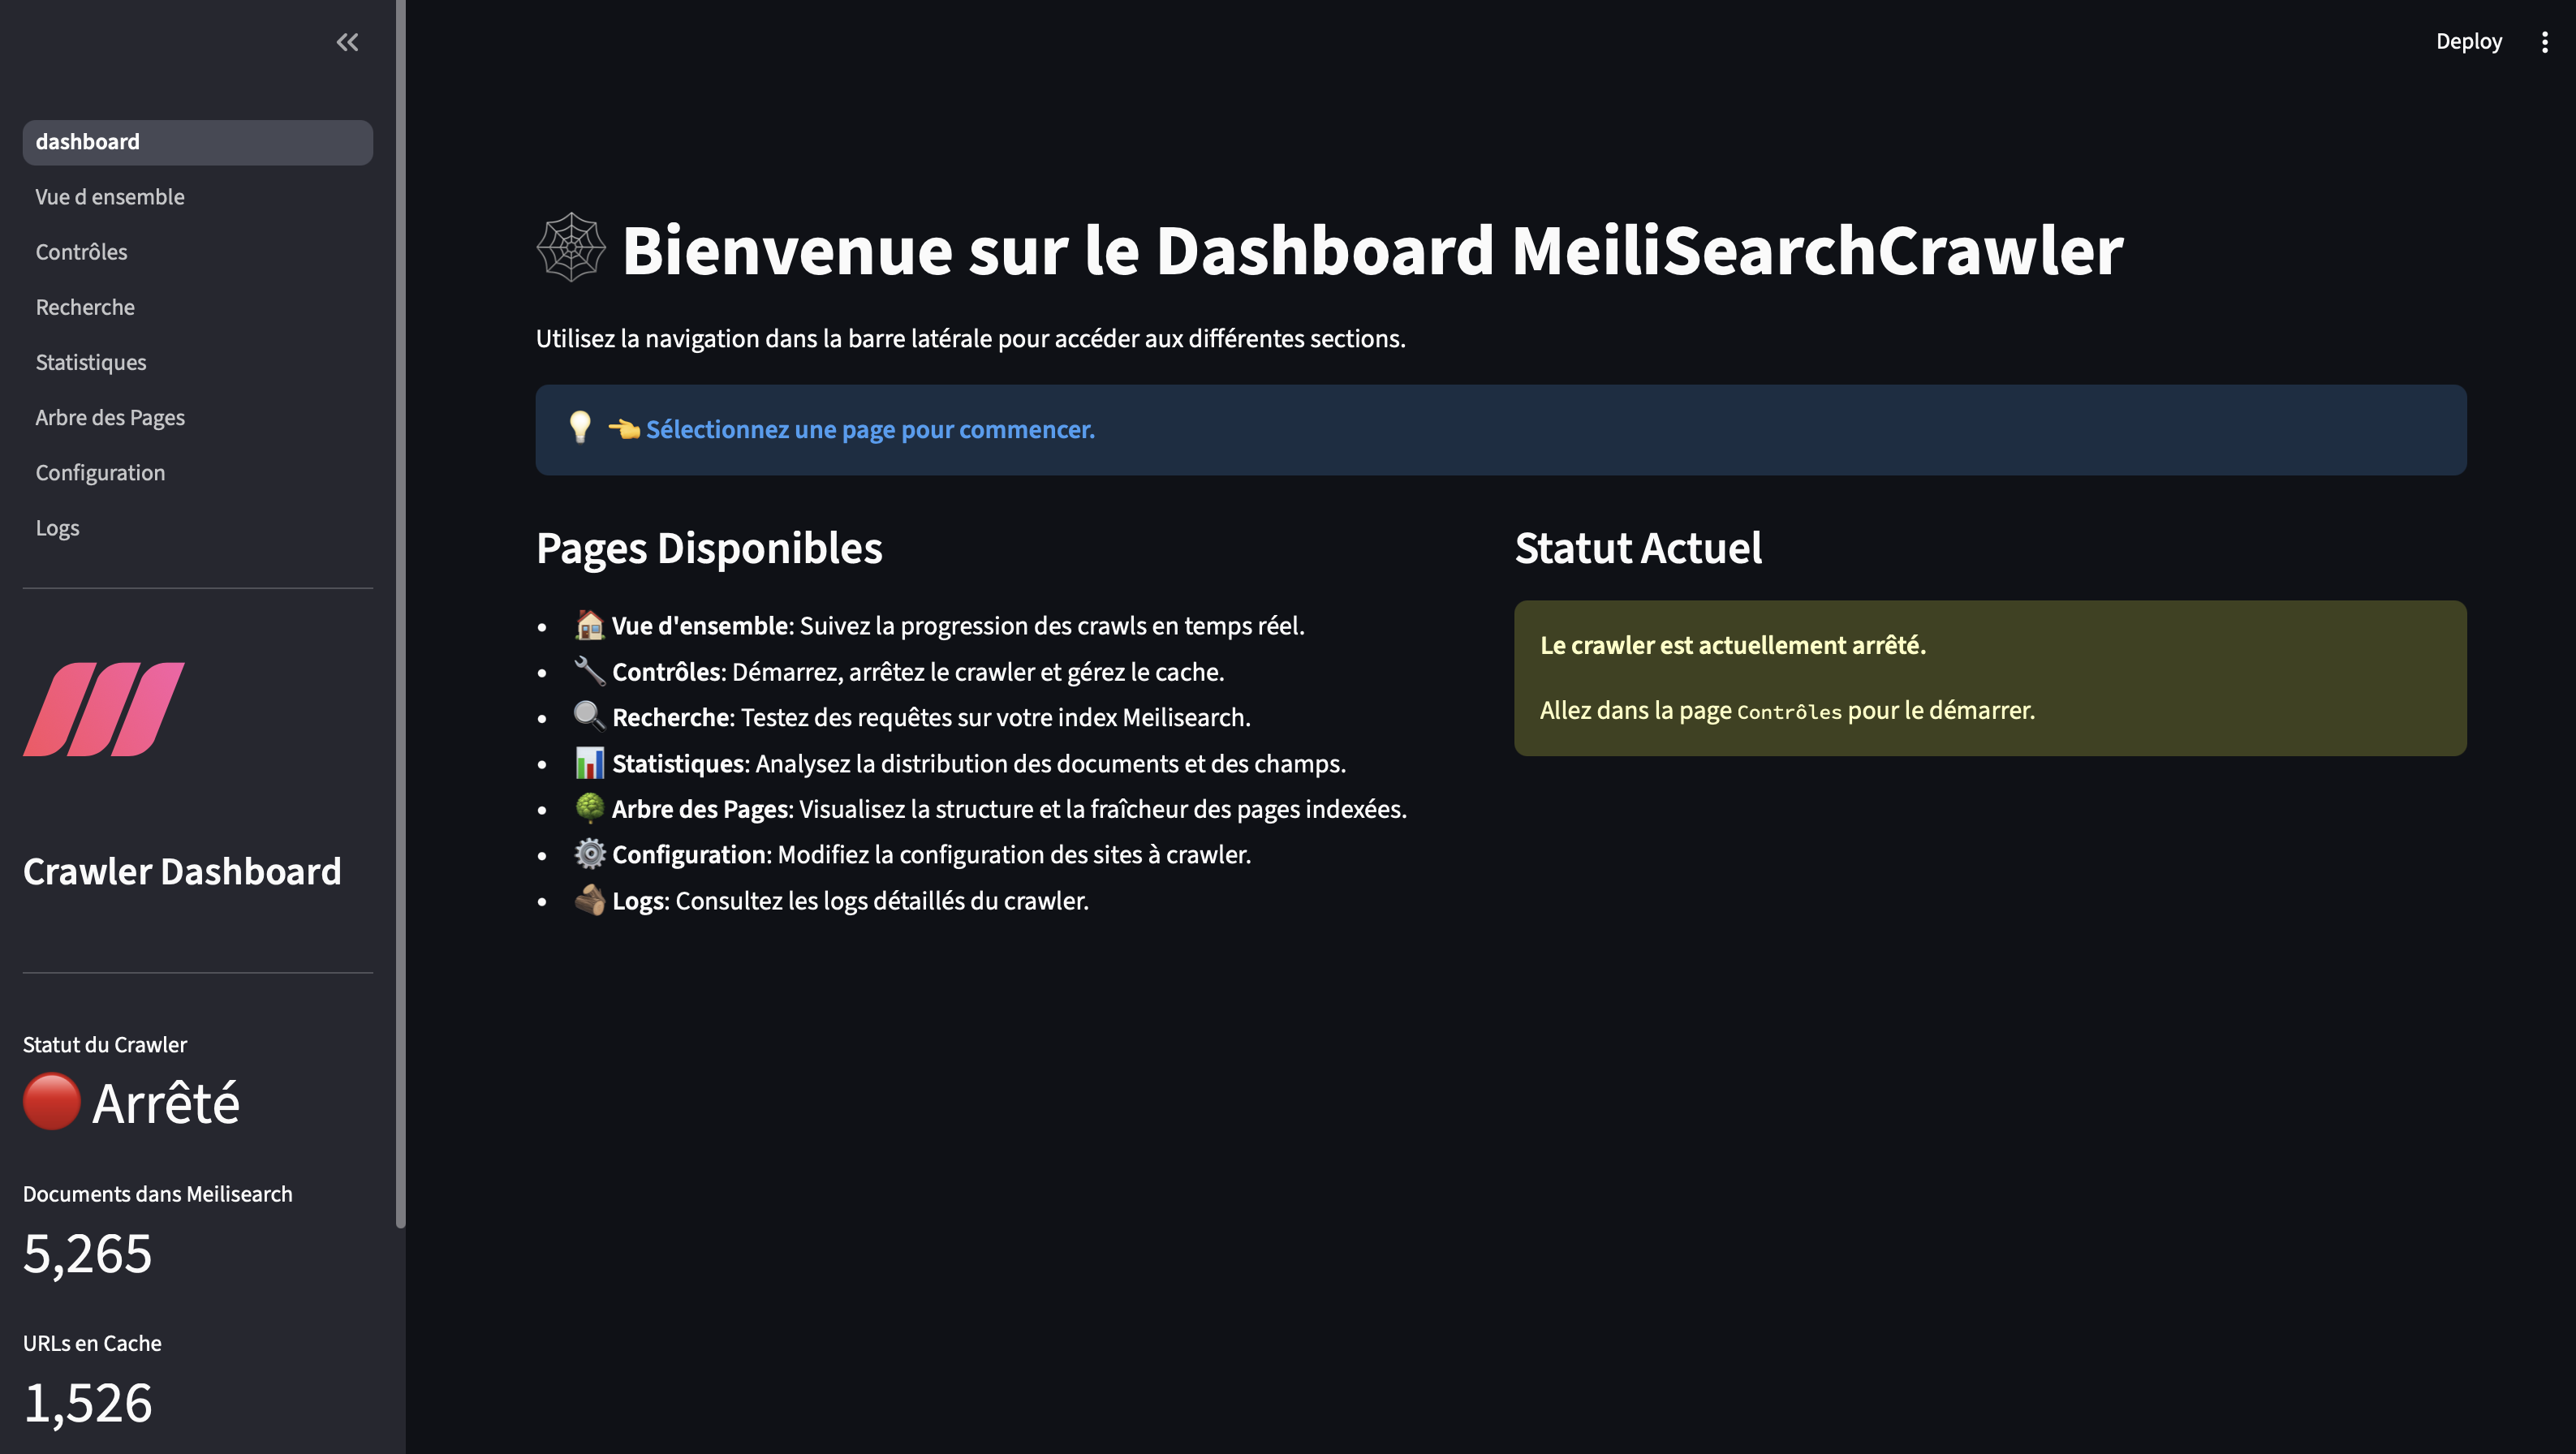 dashboard
Vue d ensemble
Contrôles
Recherche
Statistiques
Arbre des Pages
Configuration
Logs
Crawler Dashboard
Statut du Crawler
Arrêté
Documents dans Meilisearch
5,265
URLs en Cache
1,526
Deploy
Bienvenue sur le Dashboard MeiliSearchCrawler
Utilisez la navigation dans la barre latérale pour accéder aux différentes sections.
Sélectionnez une page pour commencer.
Pages Disponibles
Vue d'ensemble: Suivez la progression des crawls en temps réel.
Contrôles: Démarrez, arrêtez le crawler et gérez le cache.
Recherche: Testez des requêtes sur votre index Meilisearch.
Statistiques: Analysez la distribution des documents et des champs.
Arbre des Pages: Visualisez la structure et la fraîcheur des pages indexées.
Configuration: Modifiez la configuration des sites à crawler.
Logs: Consultez les logs détaillés du crawler.
Statut Actuel
Le crawler est actuellement arrêté.
Allez dans la page Contrôles pour le démarrer.